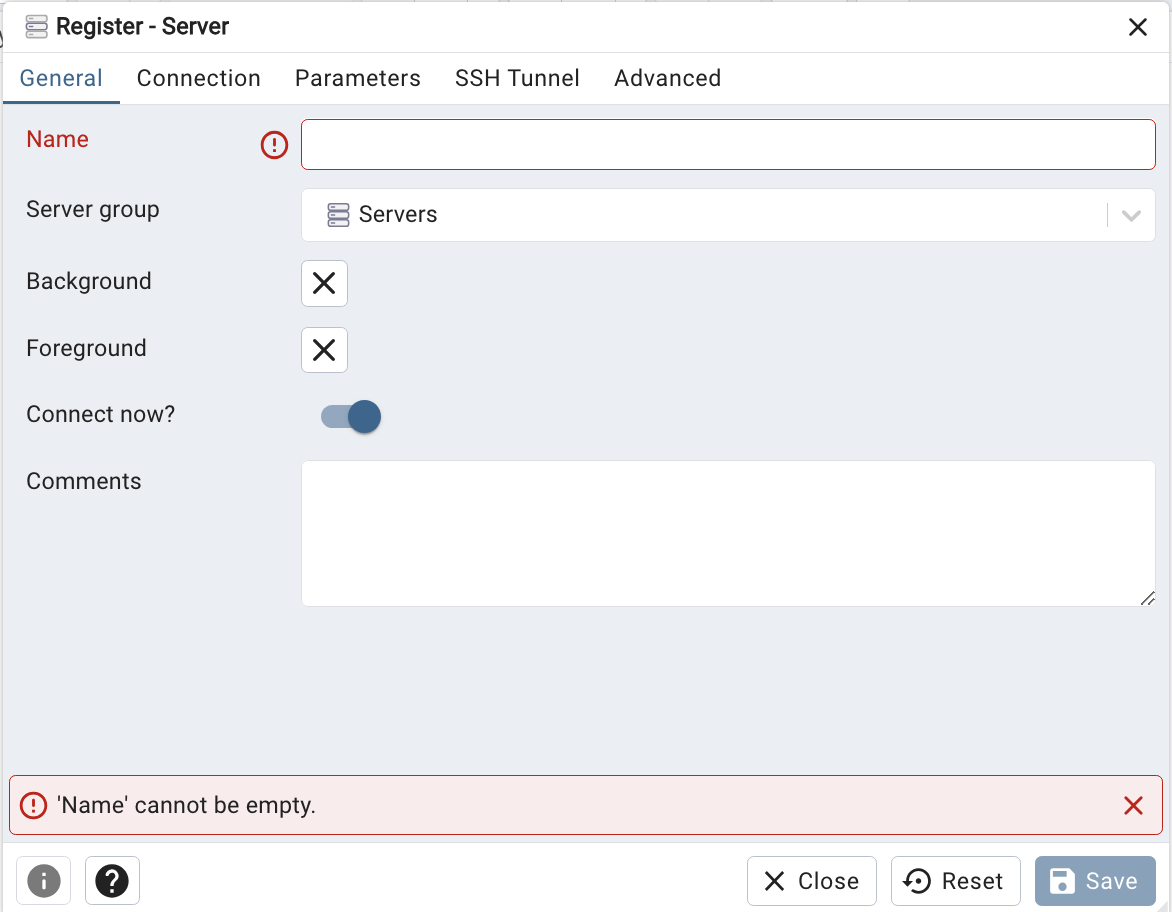 Register - Server
General Connection Parameters SSH Tunnel Advanced
Name
Server group Servers
Background
Foreground
Connect now?
Comments
'Name' cannot be empty.
Close Reset Save